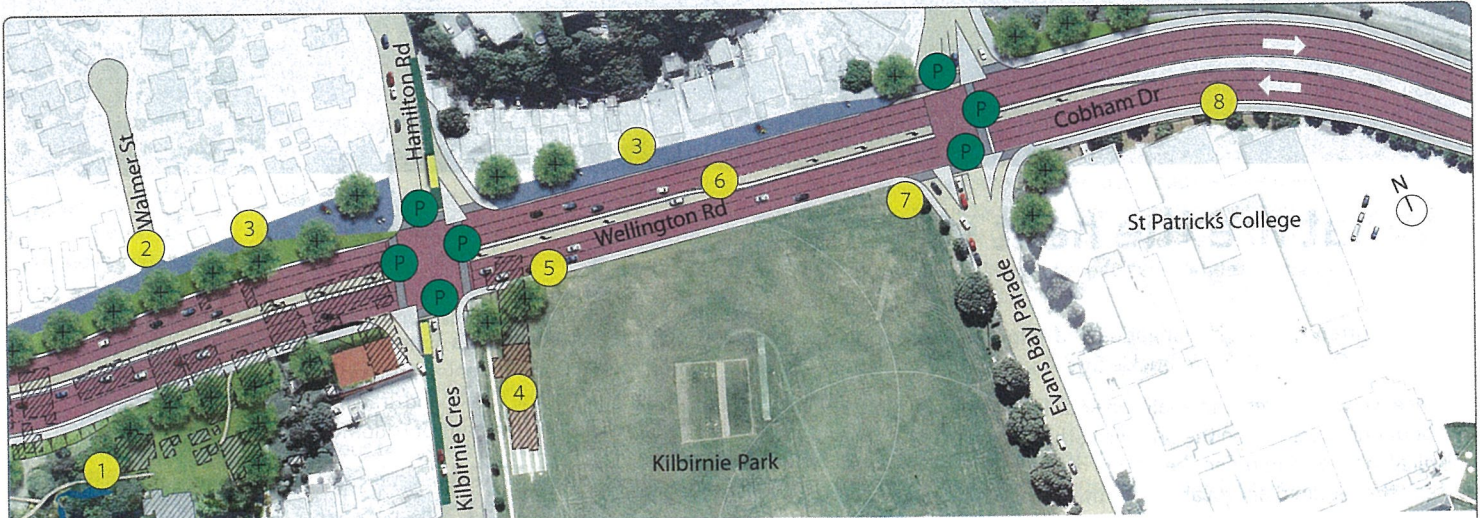 Hamilton Rd
Walmer St
P
P
P
P
P
P
P
Cobham Dr
8
3
6
N
7
St Patricks College
2
3
Wellington Rd
5
4
Evans Bay Parade
Kilbirnie Cres
Kilbirnie Park
1